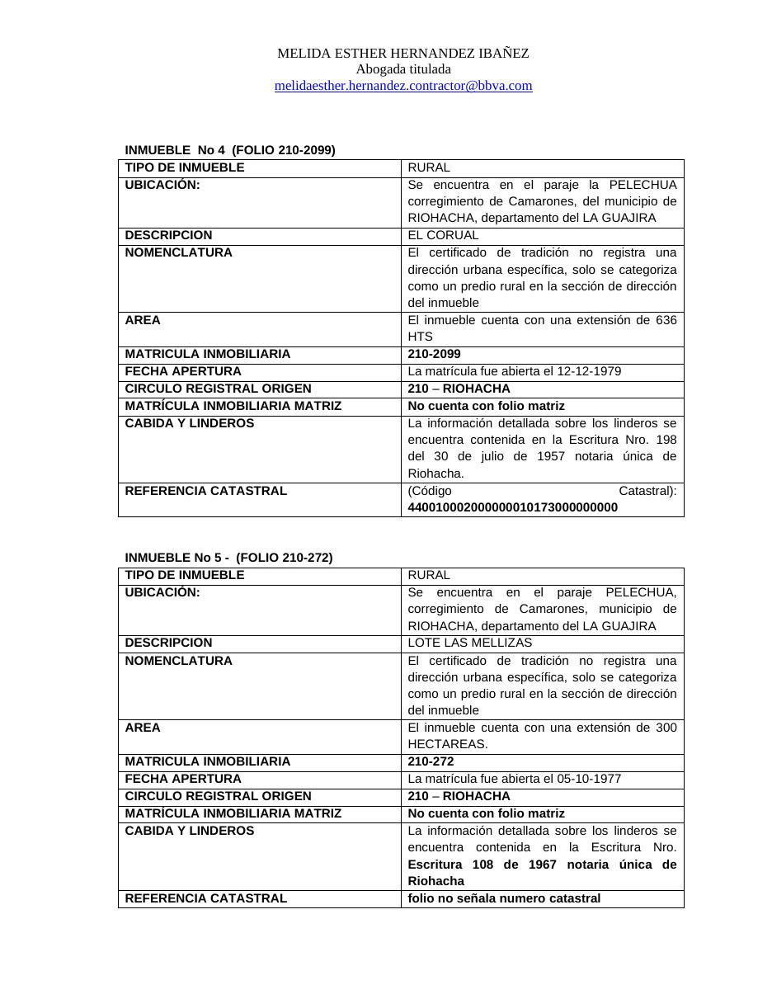 MELIDA ESTHER HERNANDEZ IBAÑEZ
Abogada titulada
melidaesther.hernandez.contractor@bbva.com
INMUEBLE No 4 (FOLIO 210-2099)
TIPO DE INMUEBLE RURAL
UBICACIÓN: Se encuentra en el paraje la PELECHUA
corregimiento de Camarones, del municipio de
RIOHACHA, departamento del LA GUAJIRA
DESCRIPCION EL CORUAL
NOMENCLATURA El certificado de tradición no registra una
dirección urbana específica, solo se categoriza
como un predio rural en la sección de dirección
del inmueble
AREA El inmueble cuenta con una extensión de 636
HTS
MATRICULA INMOBILIARIA 210-2099
FECHA APERTURA La matrícula fue abierta el 12-12-1979
CIRCULO REGISTRAL ORIGEN 210 – RIOHACHA
MATRÍCULA INMOBILIARIA MATRIZ No cuenta con folio matriz
CABIDA Y LINDEROS La información detallada sobre los linderos se
encuentra contenida en la Escritura Nro. 198
del 30 de julio de 1957 notaria única de
Riohacha.
REFERENCIA CATASTRAL (Código Catastral):
440010002000000010173000000000
INMUEBLE No 5 - (FOLIO 210-272)
TIPO DE INMUEBLE RURAL
UBICACIÓN: Se encuentra en el paraje PELECHUA,
corregimiento de Camarones, municipio de
RIOHACHA, departamento del LA GUAJIRA
DESCRIPCION LOTE LAS MELLIZAS
NOMENCLATURA El certificado de tradición no registra una
dirección urbana específica, solo se categoriza
como un predio rural en la sección de dirección
del inmueble
AREA El inmueble cuenta con una extensión de 300
HECTAREAS.
MATRICULA INMOBILIARIA 210-272
FECHA APERTURA La matrícula fue abierta el 05-10-1977
CIRCULO REGISTRAL ORIGEN 210 – RIOHACHA
MATRÍCULA INMOBILIARIA MATRIZ No cuenta con folio matriz
CABIDA Y LINDEROS La información detallada sobre los linderos se
encuentra contenida en la Escritura Nro.
Escritura 108 de 1967 notaria única de
Riohacha
REFERENCIA CATASTRAL folio no señala numero catastral